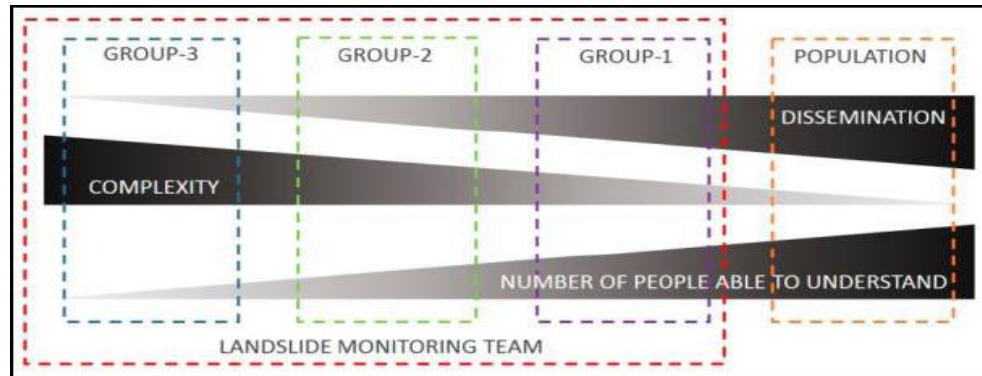 GROUP-3 GROUP-2 GROUP-1 POPULATION
DISSEMINATION
COMPLEXITY
NUMBER OF PEOPLE ABLE TO UNDERSTAND
LANDSLIDE MONITORING TEAM